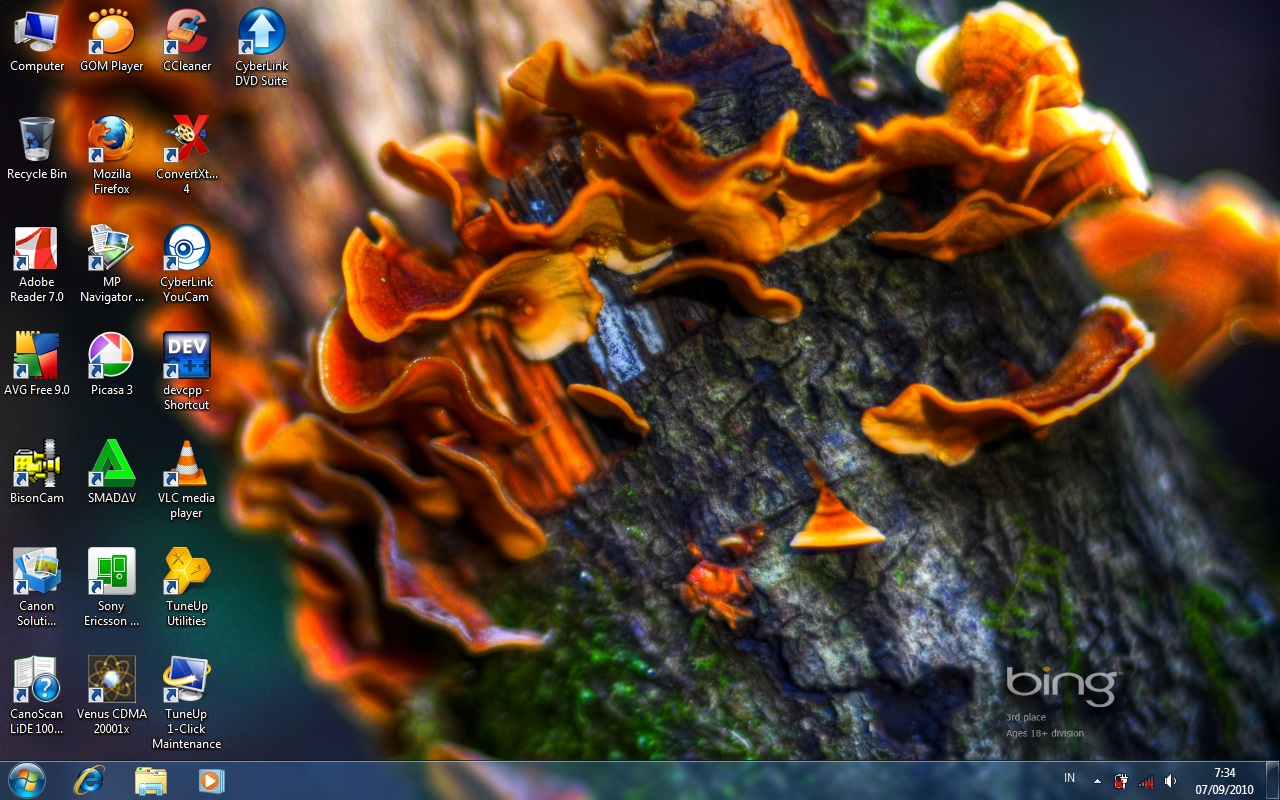 Computer
GOM Player
CCleaner
CyberLink
DVD Suite
Recycle Bin
Mozilla
Firefox
ConvertXt...
4
Adobe
Reader 7.0
MP
Navigator ...
CyberLink
YouCam
AVG Free 9.0
Picasa 3
DEV
C++
devcpp -
Shortcut
BisonCam
SMADΔV
VLC media
player
Canon
Soluti...
Sony
Ericsson ...
TuneUp
Utilities
CanoScan
LiDE 100...
Venus CDMA
20001x
TuneUp
1-Click
Maintenance
bing
3rd place
Ages 18+ division
IN
7:34
07/09/2010